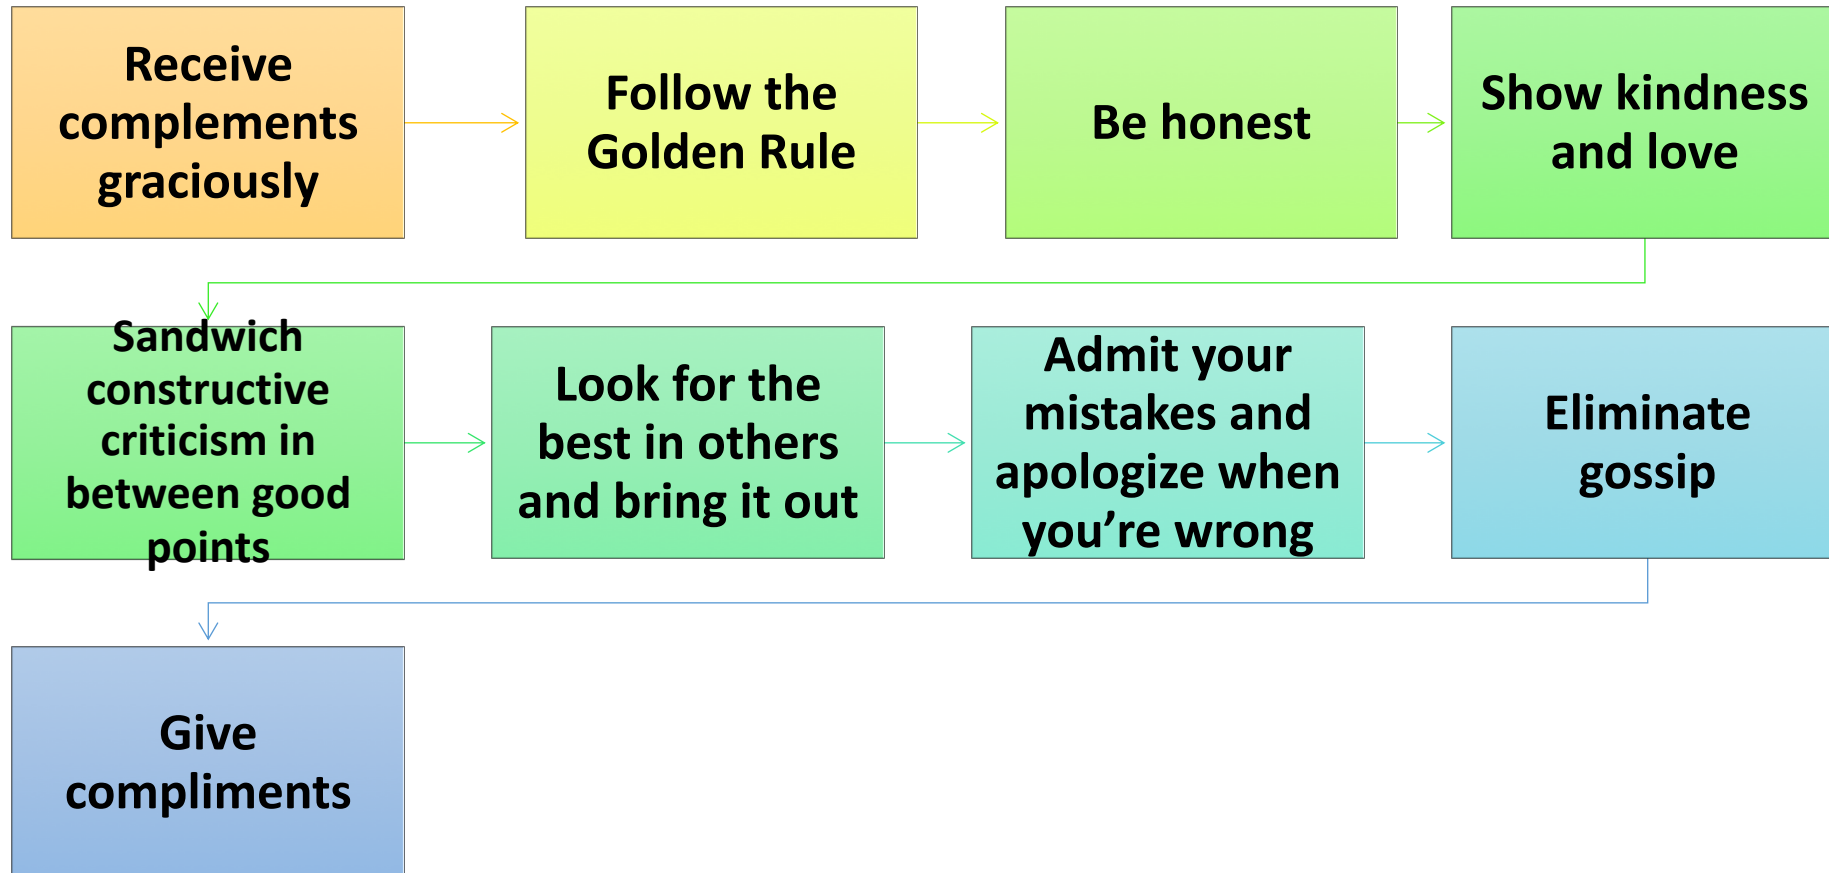 Receive
complements
graciously
Follow the
Golden Rule
Be honest
Show kindness
and love
Sandwich
constructive
criticism in
between good
points
Look for the
best in others
and bring it out
Admit your
mistakes and
apologize when
you’re wrong
Eliminate
gossip
Give
compliments